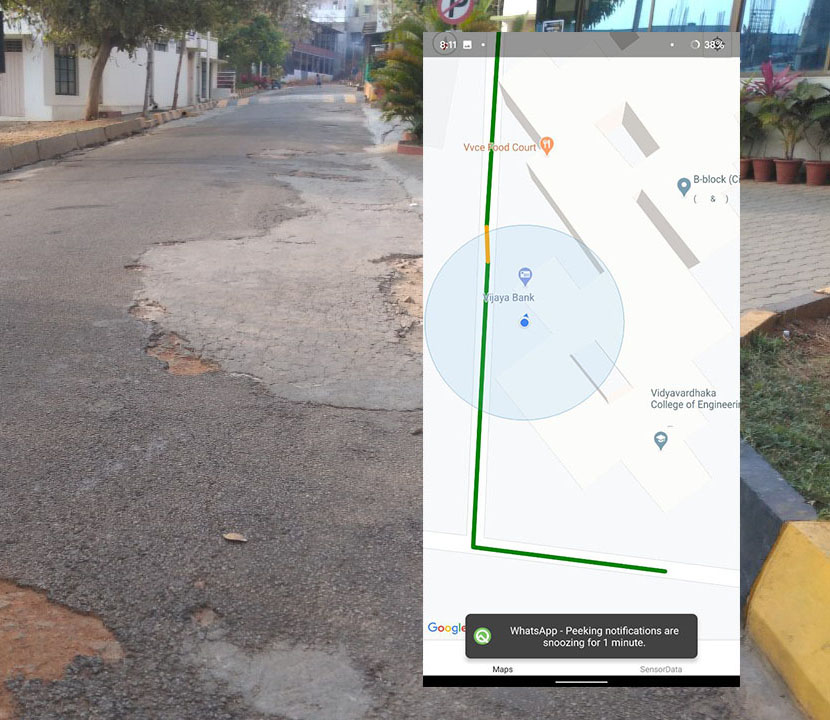 8:11
38%
Vvce Food Court
B-block (Ci
( & )
Vijaya Bank
Vidyavardhaka
College of Engineerin
Google
WhatsApp - Peeking notifications are
snoozing for 1 minute.
Maps
SensorData